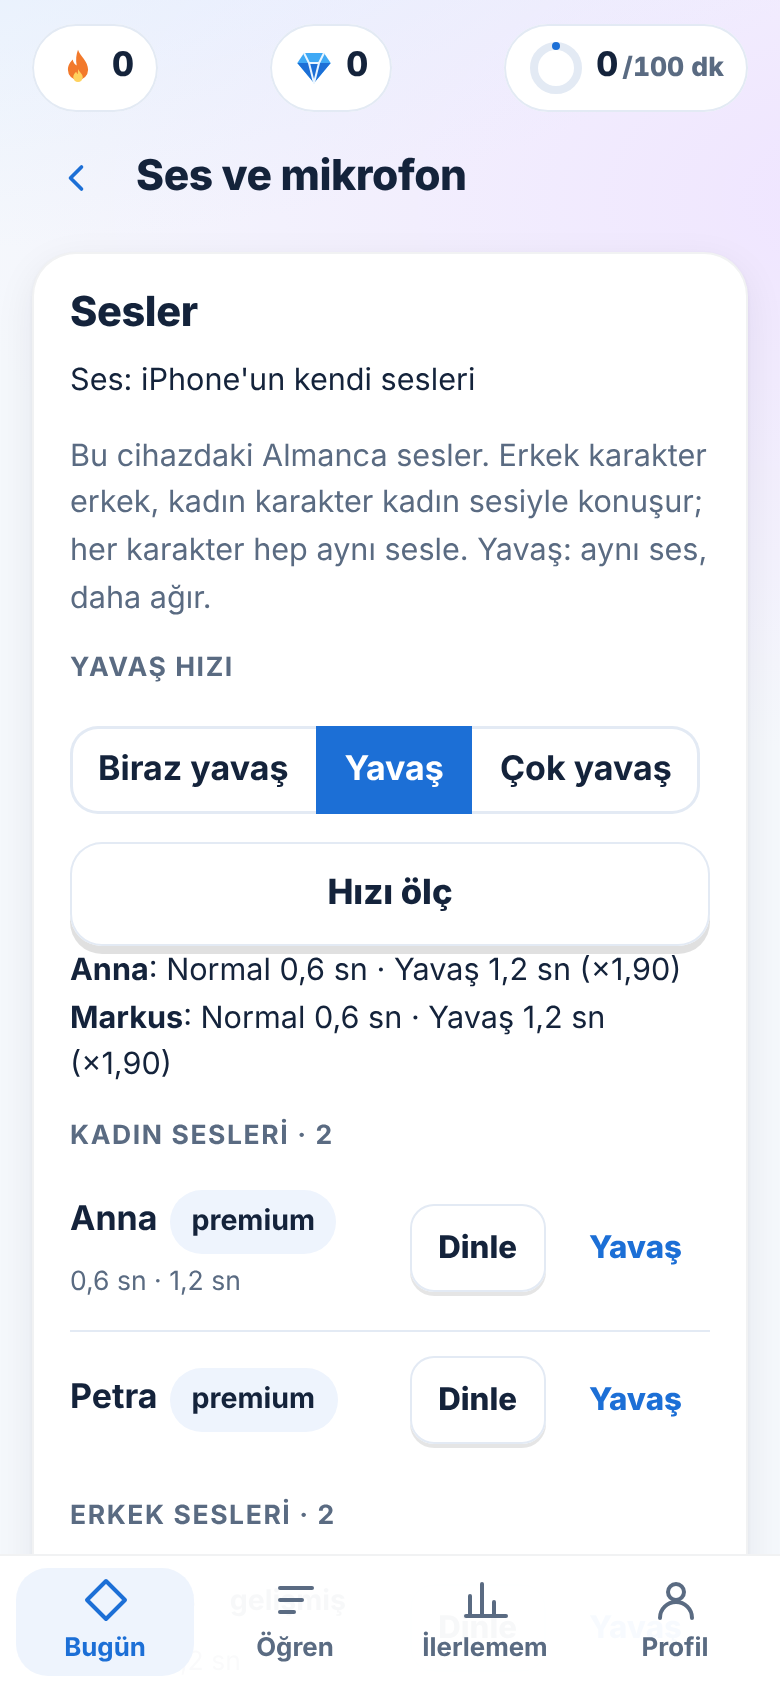 0
0
0/100 dk
Ses ve mikrofon
Sesler
Ses: iPhone'un kendi sesleri
Bu cihazdaki Almanca sesler. Erkek karakter
erkek, kadın karakter kadın sesiyle konuşur;
her karakter hep aynı sesle. Yavaş: aynı ses,
daha ağır.
YAVAŞ HIZI
Biraz yavaş
Yavaş
Çok yavaş
Hızı ölç
Anna: Normal 0,6 sn · Yavaş 1,2 sn (×1,90)
Markus: Normal 0,6 sn · Yavaş 1,2 sn
(×1,90)
KADIN SESLERİ · 2
Anna premium
Dinle
Yavaş
0,6 sn · 1,2 sn
Petra premium
Dinle
Yavaş
ERKEK SESLERİ · 2
Dinle
Yavaş
Bugün
Öğren
İlerlemem
Profil